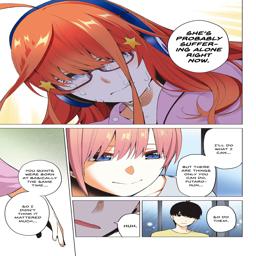 SHE'S
PROBABLY
SUFFER-
ING ALONE
RIGHT
NOW.
I'LL DO
WHAT I
CAN...
BUT THERE
ARE THINGS
ONLY YOU
CAN DO,
FUTARO-
KUN...
YOU QUINTS
WERE BORN
AT BASICALLY
THE SAME
TIME...
SO I
DIDN'T
THINK IT
MATTERED
MUCH...
HUH.
SO DO
THEM.